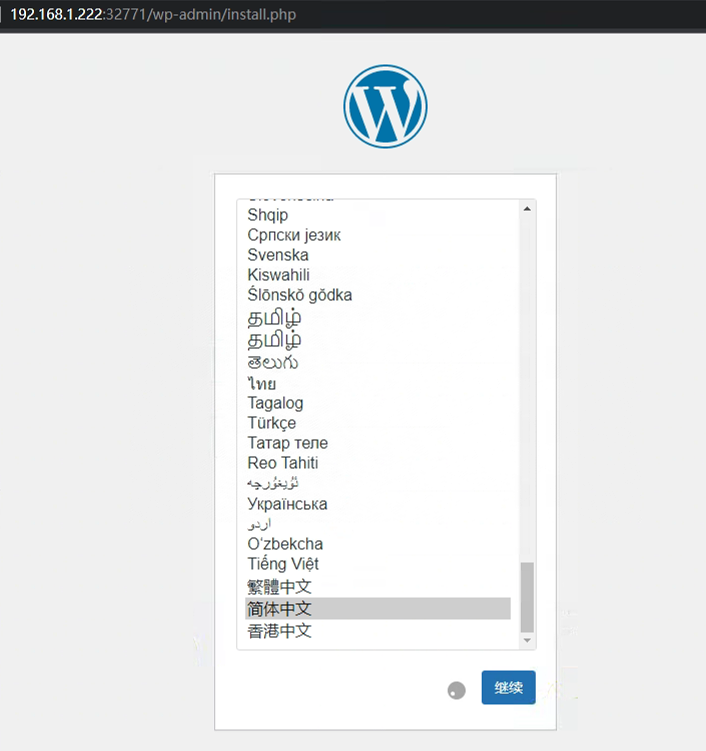 192.168.1.222:32771/wp-admin/install.php
Shqip
Српски језик
Svenska
Kiswahili
Ślōnskŏ gŏdka
தமிழ்
தமிழ்
తెలుగు
ไทย
Tagalog
Türkçe
Татар теле
Reo Tahiti
ئۇيغۇرچە
Українська
اردو
O‘zbekcha
Tiếng Việt
繁體中文
简体中文
香港中文
继续